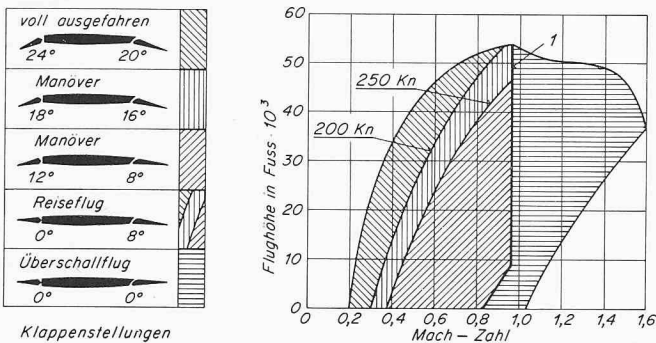 voll ausgefahren
24° 20°
Manöver
18° 16°
Manöver
12° 8°
Reiseflug
0° 8°
Überschallflug
0° 0°
Klappenstellungen
Flughöhe in Fuss · 10³
60
50
40
30
20
10
0
1
250 Kn
200 Kn
0 0,2 0,4 0,6 0,8 1,0 1,2 1,4 1,6
Mach – Zahl